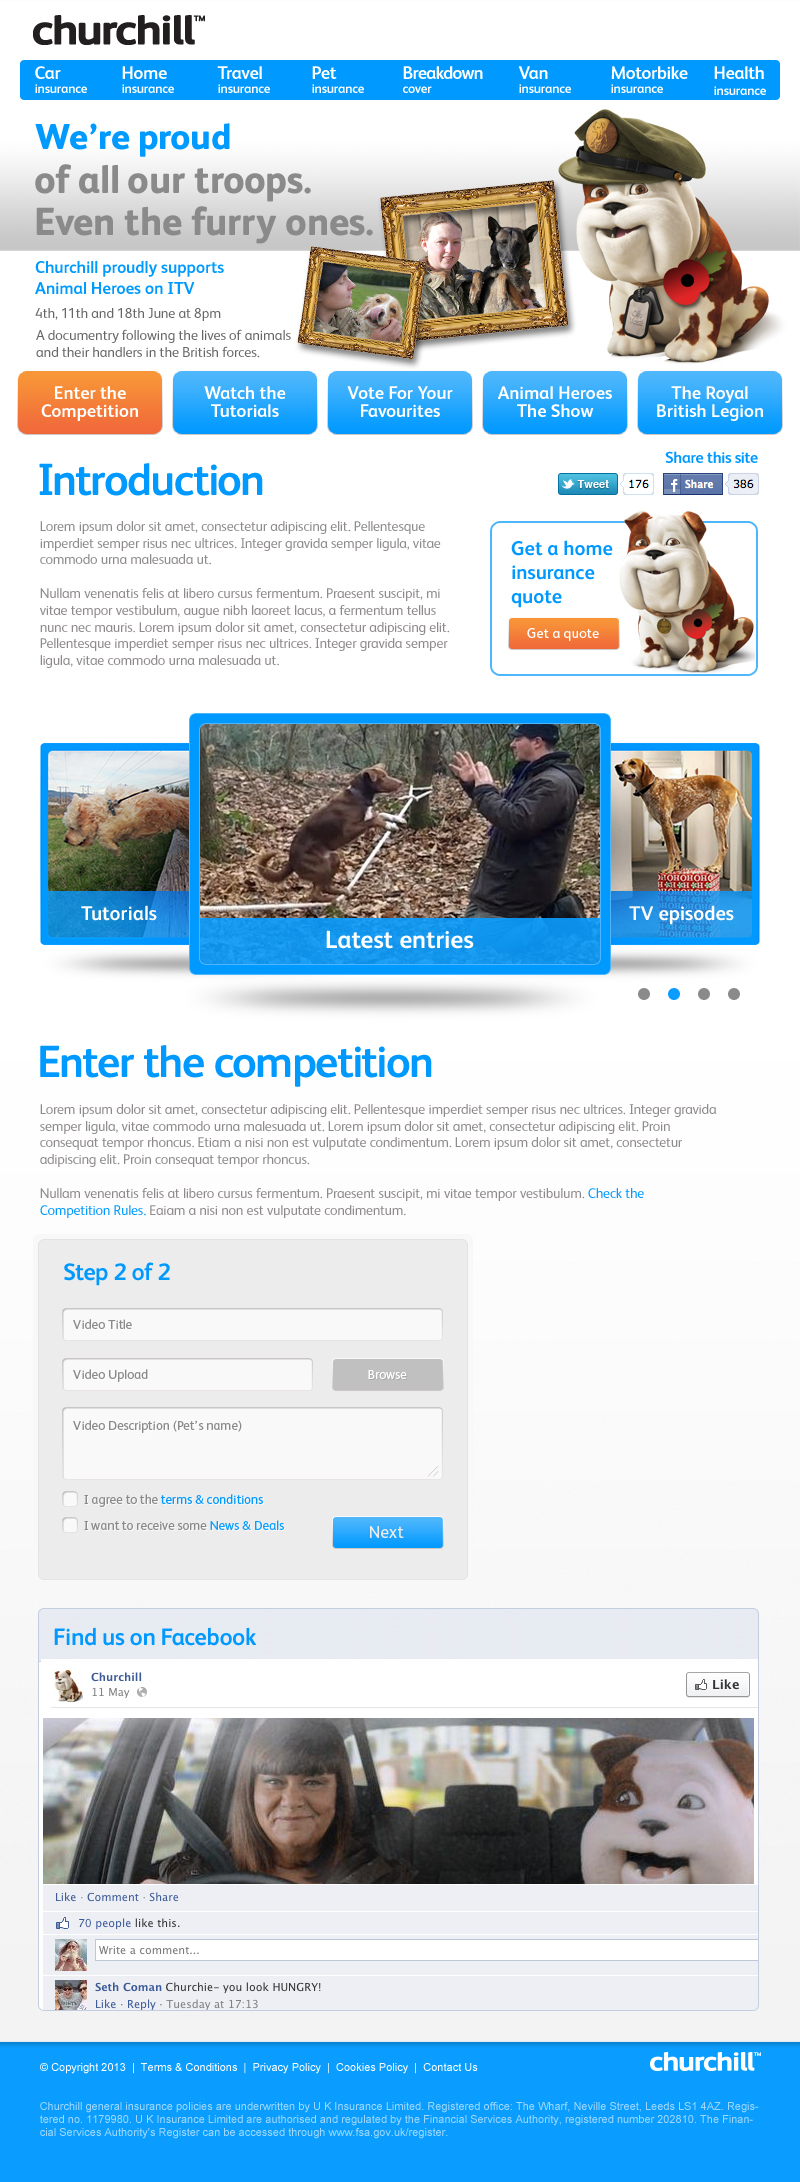 churchill™
Car insurance
Home insurance
Travel insurance
Pet insurance
Breakdown cover
Van insurance
Motorbike insurance
Health insurance
We're proud
of all our troops.
Even the furry ones.
Churchill proudly supports
Animal Heroes on ITV
4th, 11th and 18th June at 8pm
A documentry following the lives of animals
and their handlers in the British forces.
Enter the
Competition
Watch the
Tutorials
Vote For Your
Favourites
Animal Heroes
The Show
The Royal
British Legion
Share this site
Tweet 176 Share 386
Introduction
Lorem ipsum dolor sit amet, consectetur adipiscing elit. Pellentesque
imperdiet semper risus nec ultrices. Integer gravida semper ligula, vitae
commodo urna malesuada ut.
Nullam venenatis felis at libero cursus fermentum. Praesent suscipit, mi
vitae tempor vestibulum, augue nibh laoreet lacus, a fermentum tellus
nunc nec mauris. Lorem ipsum dolor sit amet, consectetur adipiscing elit.
Pellentesque imperdiet semper risus nec ultrices. Integer gravida semper
ligula, vitae commodo urna malesuada ut.
Get a home
insurance
quote
Get a quote
Tutorials
Latest entries
TV episodes
Enter the competition
Lorem ipsum dolor sit amet, consectetur adipiscing elit. Pellentesque imperdiet semper risus nec ultrices. Integer gravida
semper ligula, vitae commodo urna malesuada ut. Lorem ipsum dolor sit amet, consectetur adipiscing elit. Proin
consequat tempor rhoncus. Etiam a nisi non est vulputate condimentum. Lorem ipsum dolor sit amet, consectetur
adipiscing elit. Proin consequat tempor rhoncus.
Nullam venenatis felis at libero cursus fermentum. Praesent suscipit, mi vitae tempor vestibulum. Check the
Competition Rules. Eaiam a nisi non est vulputate condimentum.
Step 2 of 2
Video Title
Video Upload
Browse
Video Description (Pet's name)
I agree to the terms & conditions
I want to receive some News & Deals
Next
Find us on Facebook
Churchill
11 May
Like
Like · Comment · Share
70 people like this.
Write a comment...
Seth Coman Churchie- you look HUNGRY!
Like · Reply · Tuesday at 17:13
© Copyright 2013 | Terms & Conditions | Privacy Policy | Cookies Policy | Contact Us
churchill™
Churchill general insurance policies are underwritten by U K Insurance Limited. Registered office: The Wharf, Neville Street, Leeds LS1 4AZ. Regis-
tered no. 1179980. U K Insurance Limited are authorised and regulated by the Financial Services Authority, registered number 202810. The Finan-
cial Services Authority's Register can be accessed through www.fsa.gov.uk/register.